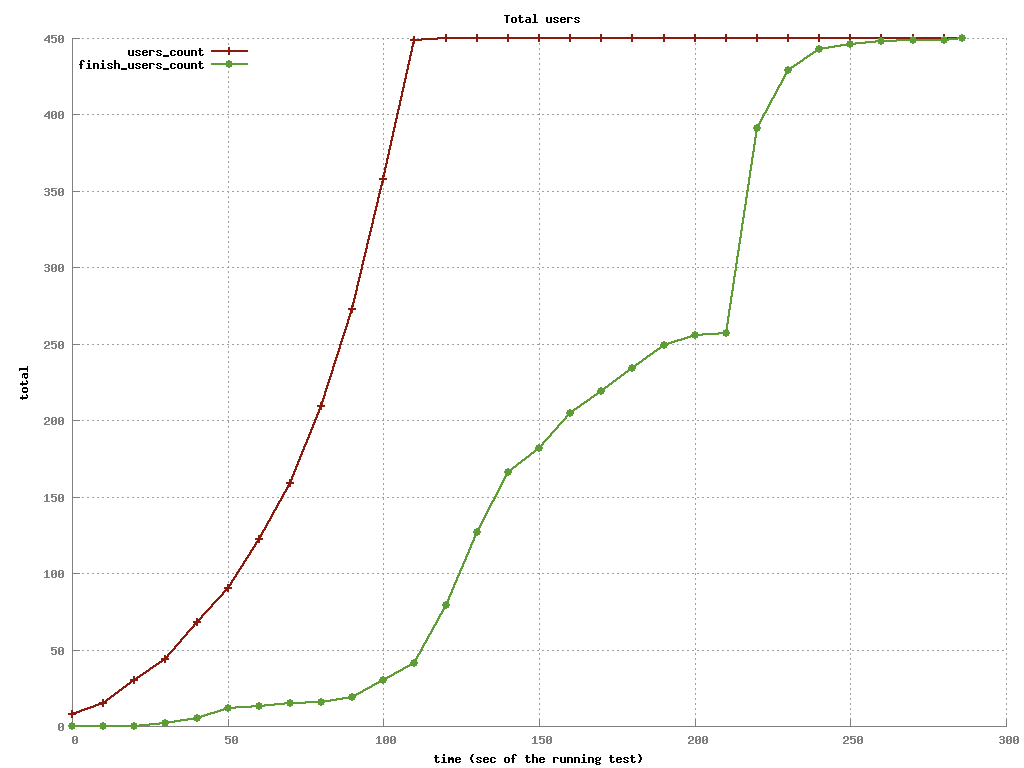 Total users
users_count
finish_users_count
450
400
350
300
250
200
150
100
50
0
total
0 50 100 150 200 250 300
time (sec of the running test)